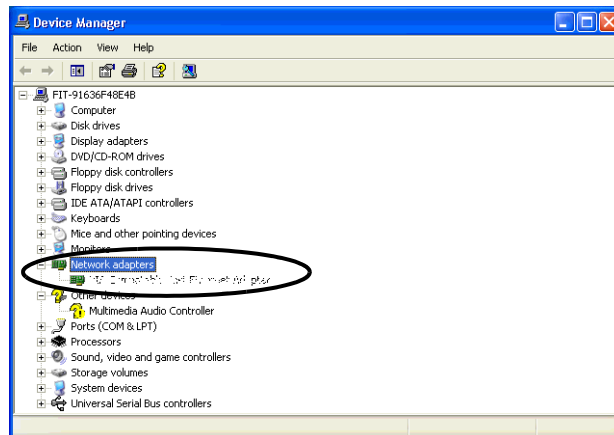 Device Manager
File Action View Help
FIT-91636F48E4B
Computer
Disk drives
Display adapters
DVD/CD-ROM drives
Floppy disk controllers
Floppy disk drives
IDE ATA/ATAPI controllers
Keyboards
Mice and other pointing devices
Monitors
Network adapters
Other devices
Multimedia Audio Controller
Ports (COM & LPT)
Processors
Sound, video and game controllers
Storage volumes
System devices
Universal Serial Bus controllers